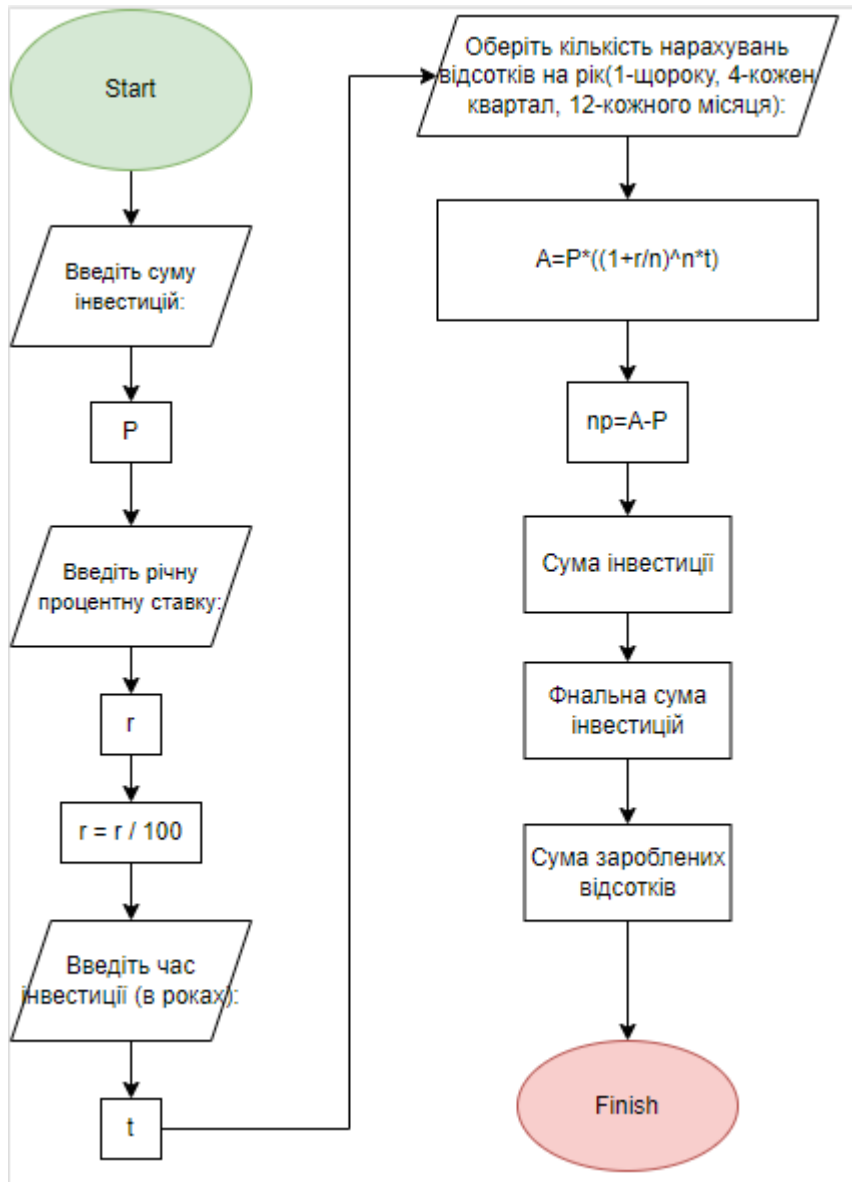 Start
Введіть суму
інвестицій:
P
Введіть річну
процентну ставку:
r
r = r / 100
Введіть час
інвестиції (в роках):
t
Оберіть кількість нарахувань
відсотків на рік(1-щороку, 4-кожен
квартал, 12-кожного місяця):
A=P*((1+r/n)^n*t)
np=A-P
Сума інвестиції
Фнальна сума
інвестицій
Сума зароблених
відсотків
Finish